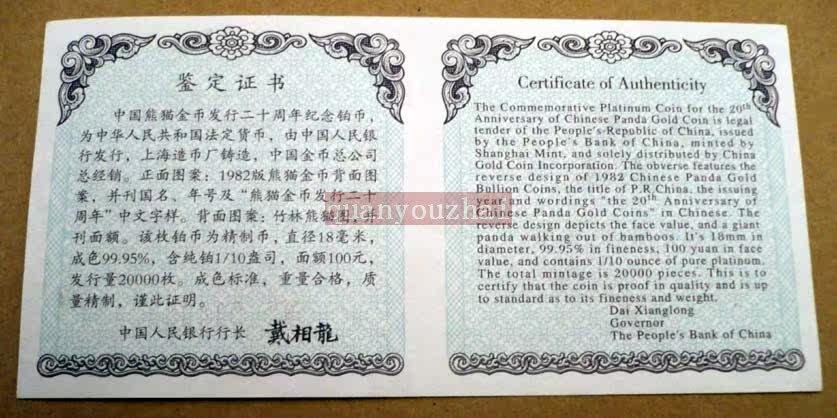 鉴定证书
中国熊猫金币发行二十周年纪念铂币，
为中华人民共和国法定货币，由中国人民银
行发行，上海造币厂铸造，中国金币总公司
总经销。正面图案：1982版熊猫金币背面图
案，并刊国名、年号及“熊猫金币发行二十
周年”中文字样。背面图案：竹林熊猫图，并
刊面额。该枚铂币为精制币，直径18毫米，
成色99.95%，含纯铂1/10盎司，面额100元，
发行量20000枚。成色标准，重量合格，质
量精制，谨此证明。
中国人民银行行长 戴相龍
Certificate of Authenticity
The Commemorative Platinum Coin for the 20th
Anniversary of Chinese Panda Gold Coin is legal
tender of the People's Republic of China, issued
by the People's Bank of China, minted by
Shanghai Mint, and solely distributed by China
Gold Coin Incorporation. The obverse features the
reverse design of 1982 Chinese Panda Gold
Bullion Coins, the title of P.R.China, the issuing
year and wordings "the 20th Anniversary of
Chinese Panda Gold Coins" in Chinese. The
reverse design depicts the face value, and a giant
panda walking out of bamboos. It's 18mm in
diameter, 99.95% in fineness, 100 yuan in face
value, and contains 1/10 ounce of pure platinum.
The total mintage is 20000 pieces. This is to
certify that the coin is proof in quality and is up
to standard as to its fineness and weight.
Dai Xianglong
Governor
The People's Bank of China
quanyouzhai